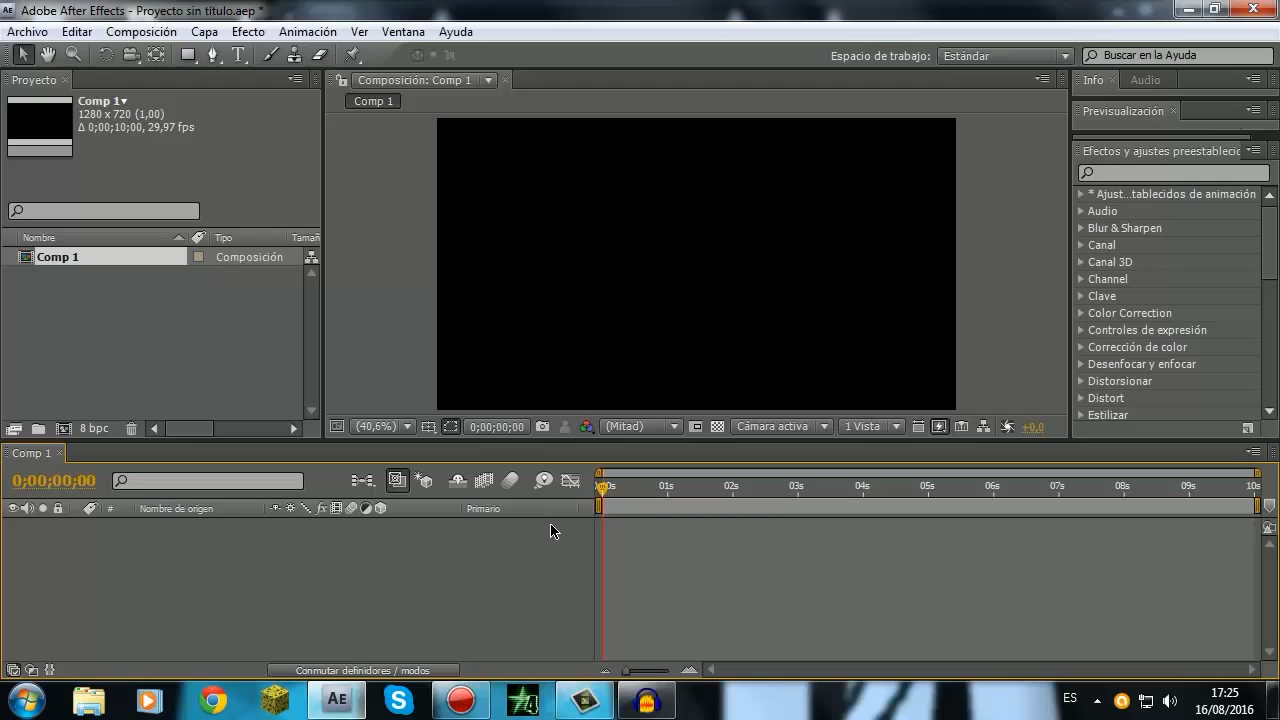 AE Adobe After Effects - Proyecto sin título.aep *
Archivo Editar Composición Capa Efecto Animación Ver Ventana Ayuda
Espacio de trabajo: Estándar Buscar en la Ayuda
Proyecto Composición: Comp 1 Info Audio
Comp 1
1280 x 720 (1,00)
Δ 0;00;10;00, 29,97 fps
Comp 1
Previsualización
Efectos y ajustes preestablecic
* Ajust...tablecidos de animación
Audio
Blur & Sharpen
Canal
Canal 3D
Channel
Clave
Color Correction
Controles de expresión
Corrección de color
Desenfocar y enfocar
Distorsionar
Distort
Estilizar
Nombre Tipo Tamañ
Comp 1 Composición
8 bpc
(40,6%) 0;00;00;00 (Mitad) Cámara activa 1 Vista +0,0
Comp 1
0;00;00;00
00s 01s 02s 03s 04s 05s 06s 07s 08s 09s 10s
# Nombre de origen fx Primario
Conmutar definidores / modos
AE ES 17:25
16/08/2016